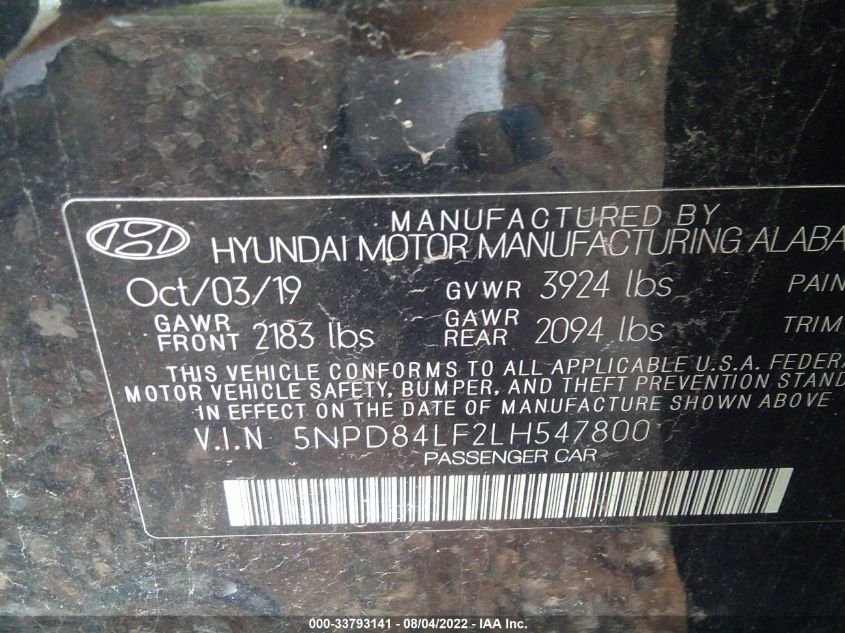 MANUFACTURED BY
HYUNDAI MOTOR MANUFACTURING ALABA
Oct/03/19 GVWR 3924 lbs PAIN
GAWR FRONT 2183 lbs GAWR REAR 2094 lbs TRIM
THIS VEHICLE CONFORMS TO ALL APPLICABLE U.S.A. FEDERA
MOTOR VEHICLE SAFETY, BUMPER, AND THEFT PREVENTION STAND
IN EFFECT ON THE DATE OF MANUFACTURE SHOWN ABOVE
V.I.N 5NPD84LF2LH547800
PASSENGER CAR
000-33793141 - 08/04/2022 - IAA Inc.